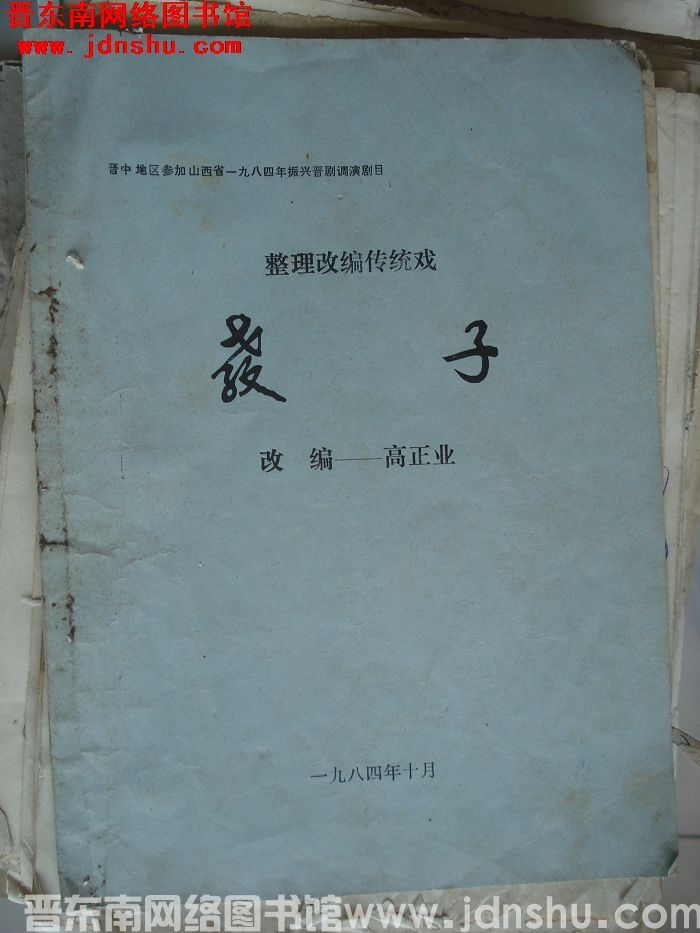 晋东南网络图书馆
www.jdnshu.com
晋中地区参加山西省一九八四年振兴晋剧调演剧目
整理改编传统戏
教子
改编——高正业
一九八四年十月
晋东南网络图书馆www.jdnshu.com